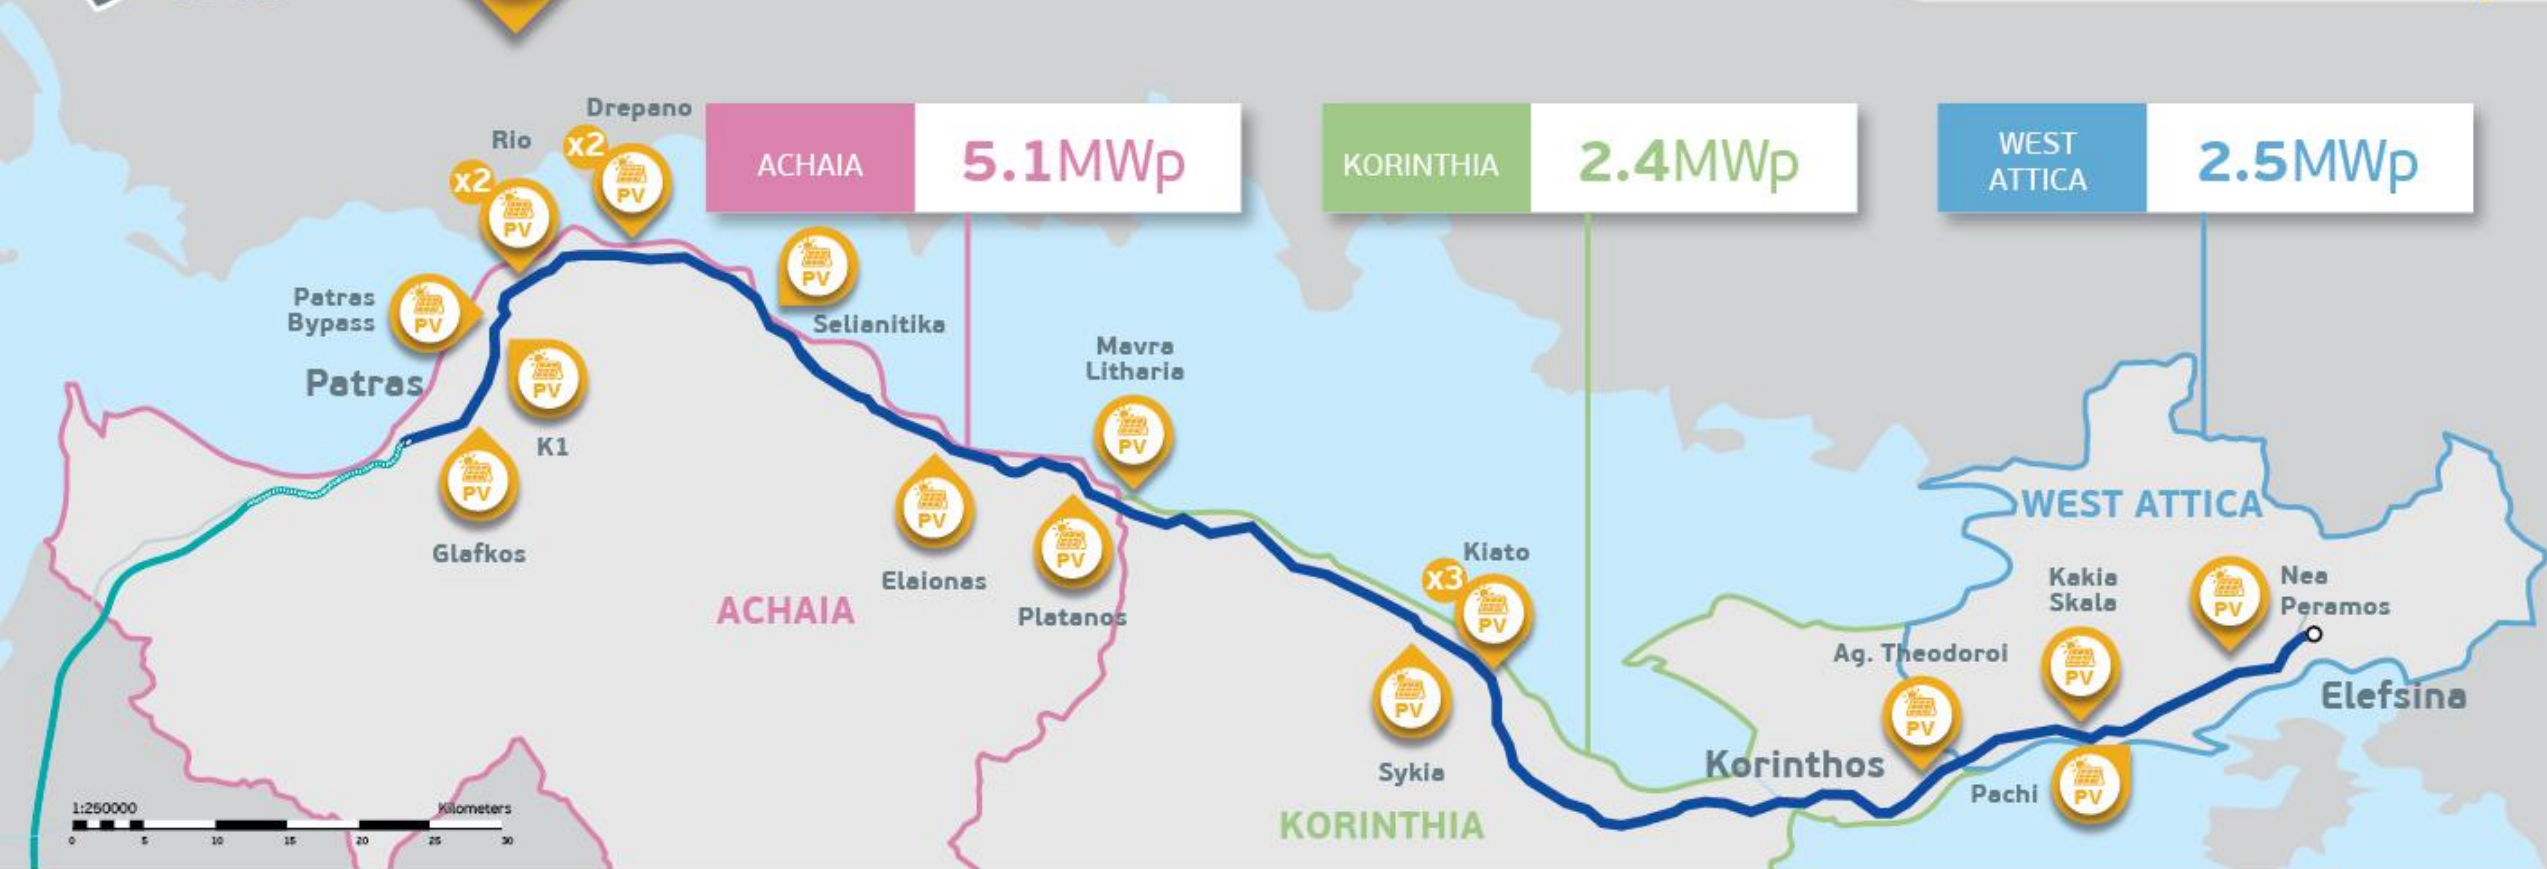 Drepano
Rio
x2
x2
PV
PV
ACHAIA
5.1MWp
KORINTHIA
2.4MWp
WEST
ATTICA
2.5MWp
PV
Selianitika
Patras
Bypass
PV
Patras
PV
K1
PV
Glafkos
Mavra
Litharia
PV
PV
Elaionas
PV
Platanos
ACHAIA
Kiato
x3
PV
PV
Sykia
KORINTHIA
Korinthos
WEST ATTICA
Ag. Theodoroi
PV
Kakia
Skala
PV
PV
Nea
Peramos
Elefsina
Pachi
PV
1:250000
Kilometers
0 5 10 15 20 25 30